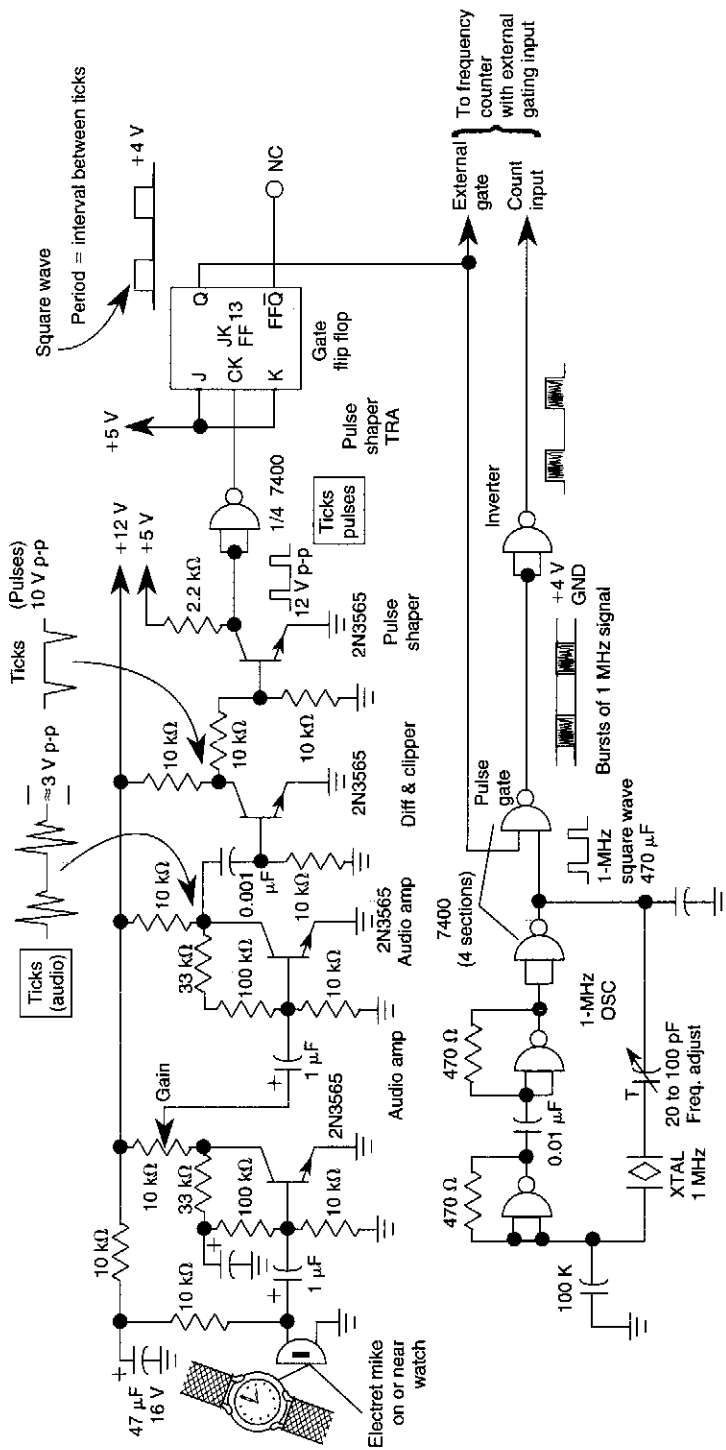 Ticks
(audio)
≈3 V p-p
Ticks
(Pulses)
10 V p-p
Square wave
Period = interval between ticks
+4 V
+12 V
+5 V
+5 V
47 µF
16 V
+
10 kΩ
10 kΩ
Electret mike
on or near
watch
+
1 µF
+
33 kΩ
100 kΩ
10 kΩ
10 kΩ
Gain
2N3565
Audio amp
+
1 µF
10 kΩ
33 kΩ
100 kΩ
10 kΩ
2N3565
Audio amp
0.001
µF
10 kΩ
10 kΩ
10 kΩ
2N3565
Diff & clipper
10 kΩ
2.2 kΩ
2N3565
Pulse
shaper
12 V p-p
Ticks
pulses
1/4 7400
Pulse
shaper
TRA
J
CK
K
JK
FF
13
Q
FFQ̅
NC
Gate
flip flop
External
gate
Count
input
To frequency
counter
with external
gating input
470 Ω
470 Ω
0.01 µF
100 K
XTAL
1 MHz
T
20 to 100 pF
Freq. adjust
1-MHz
OSC
7400
(4 sections)
Pulse
gate
1-MHz
square wave
470 µF
+4 V
GND
Bursts of 1 MHz signal
Inverter